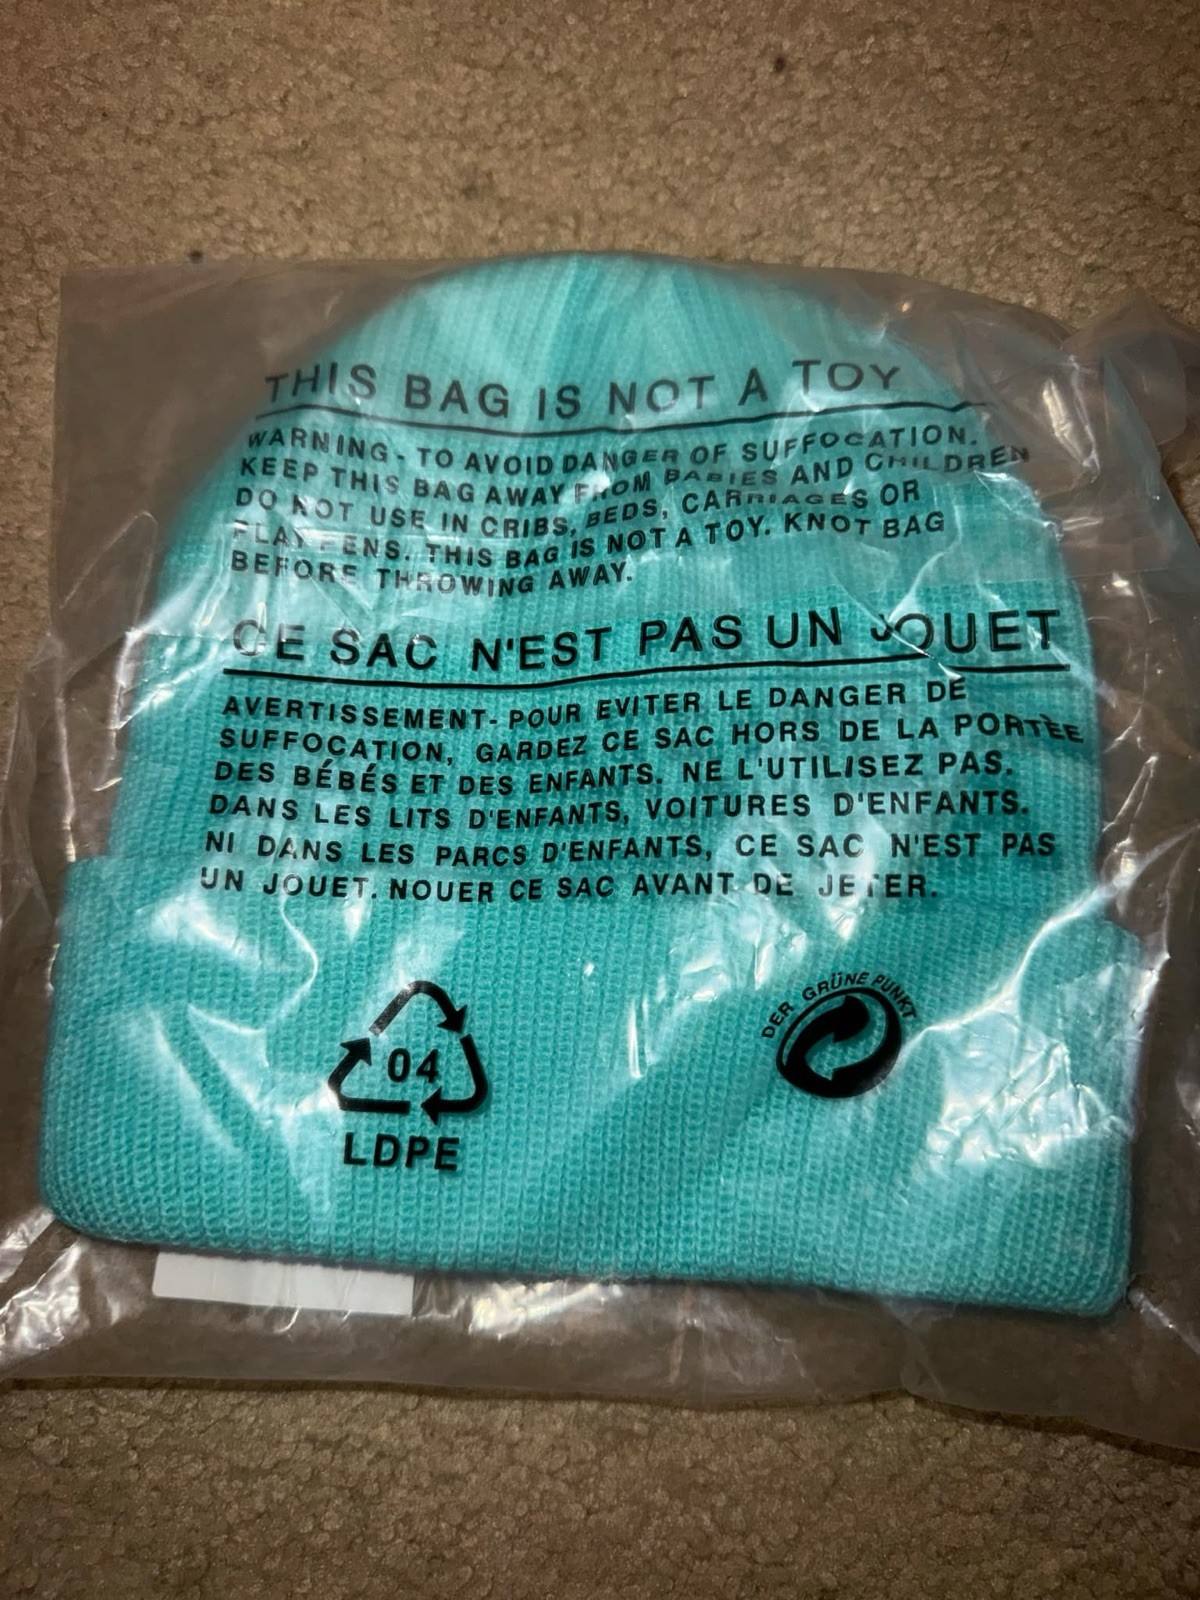 THIS BAG IS NOT A TOY
WARNING - TO AVOID DANGER OF SUFFOCATION.
KEEP THIS BAG AWAY FROM BABIES AND CHILDREN
DO NOT USE IN CRIBS, BEDS, CARRIAGES OR
PLAY PENS. THIS BAG IS NOT A TOY. KNOT BAG
BEFORE THROWING AWAY.
CE SAC N'EST PAS UN JOUET
AVERTISSEMENT- POUR EVITER LE DANGER DE
SUFFOCATION, GARDEZ CE SAC HORS DE LA PORTÈE
DES BÉBÉS ET DES ENFANTS. NE L'UTILISEZ PAS.
DANS LES LITS D'ENFANTS, VOITURES D'ENFANTS.
NI DANS LES PARCS D'ENFANTS, CE SAC N'EST PAS
UN JOUET. NOUER CE SAC AVANT DE JETER.
DER GRÜNE PUNKT
04
LDPE